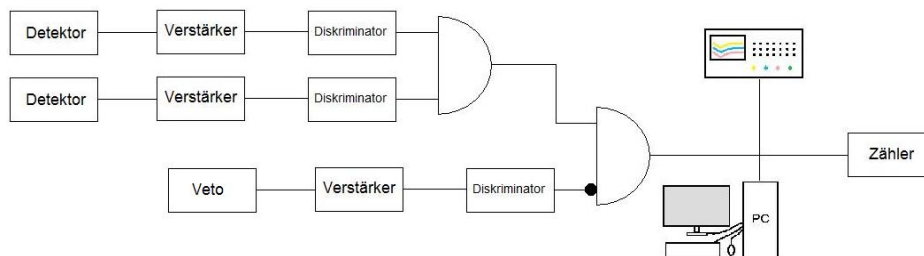 Detektor
Verstärker
Diskriminator
Detektor
Verstärker
Diskriminator
Veto
Verstärker
Diskriminator
Zähler
PC